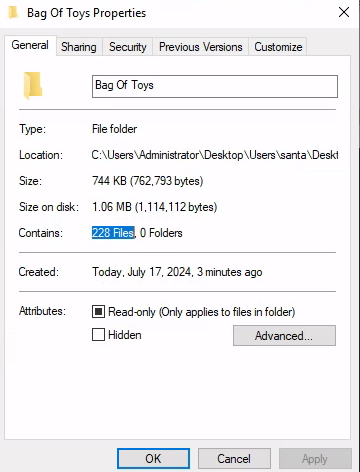 Bag Of Toys Properties
General Sharing Security Previous Versions Customize
Bag Of Toys
Type: File folder
Location: C:\Users\Administrator\Desktop\Users\santa\Deskt
Size: 744 KB (762,793 bytes)
Size on disk: 1.06 MB (1,114,112 bytes)
Contains: 228 Files, 0 Folders
Created: Today, July 17, 2024, 3 minutes ago
Attributes: Read-only (Only applies to files in folder)
Hidden Advanced...
OK Cancel Apply